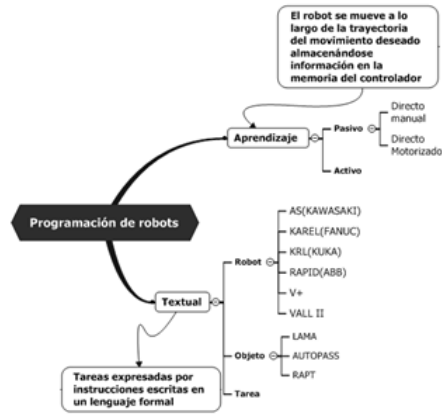 El robot se mueve a lo
largo de la trayectoria
del movimiento deseado
almacenándose
información en la
memoria del controlador
Aprendizaje
Pasivo
Directo
manual
Directo
Motorizado
Activo
Programación de robots
Textual
Robot
AS(KAWASAKI)
KAREL(FANUC)
KRL(KUKA)
RAPID(ABB)
V+
VALL II
Objeto
LAMA
AUTOPASS
RAPT
Tarea
Tareas expresadas por
instrucciones escritas en
un lenguaje formal